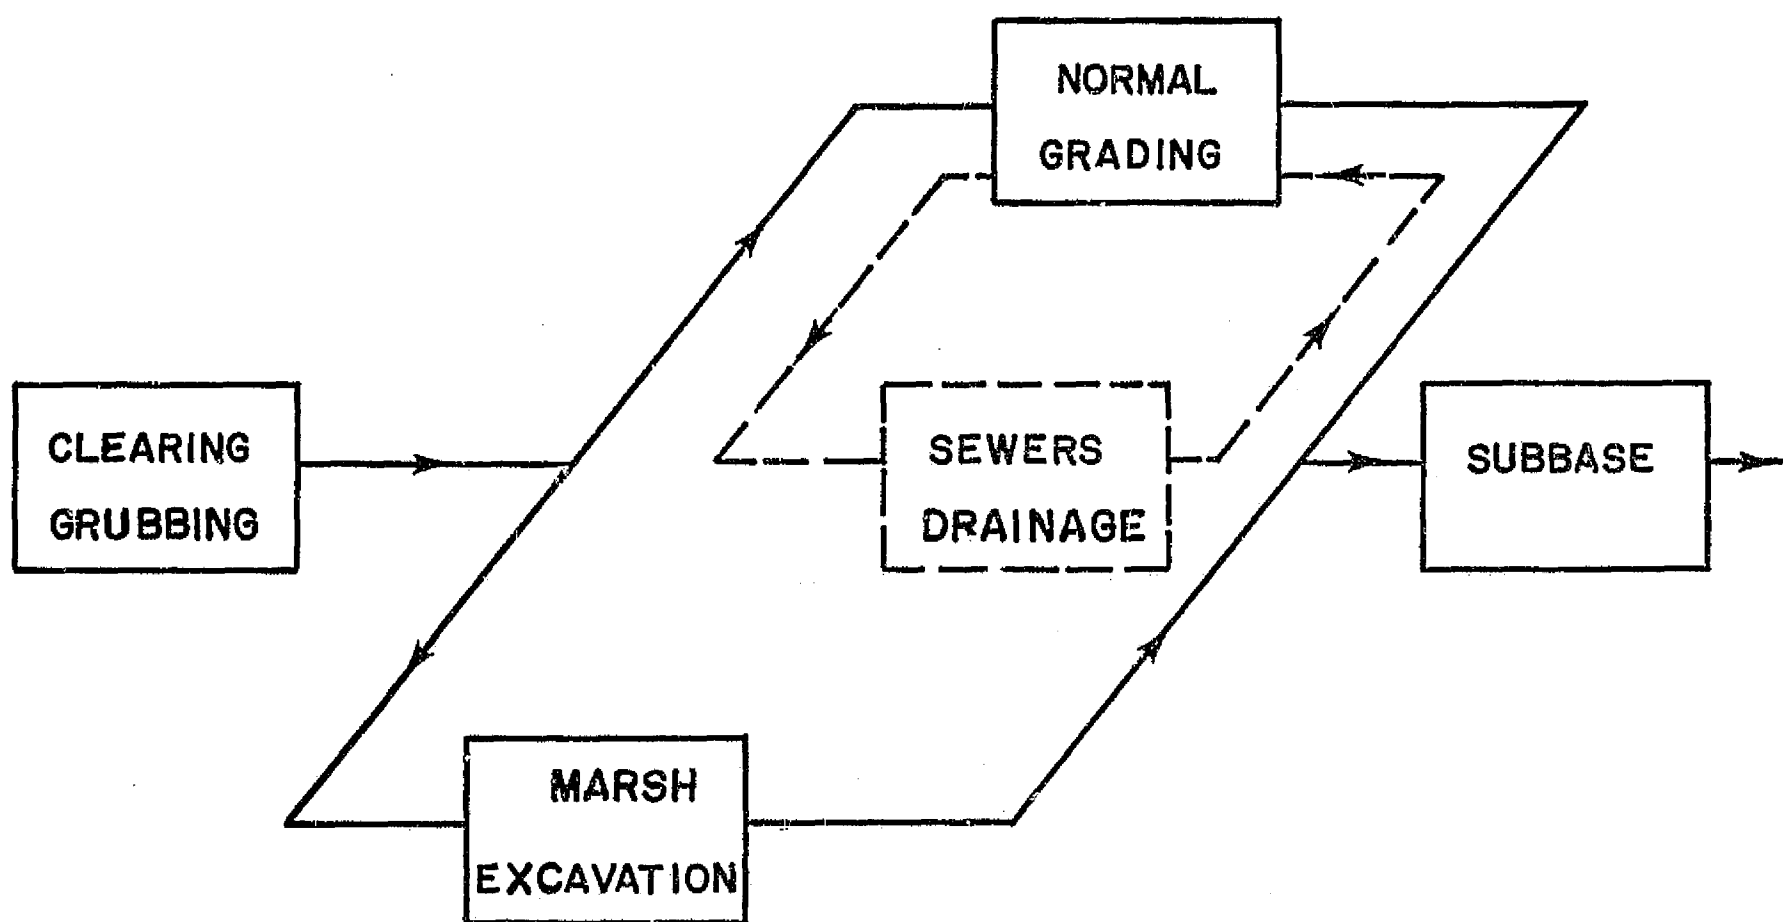 NORMAL
GRADING
CLEARING
GRUBBING
SEWERS
DRAINAGE
SUBBASE
MARSH
EXCAVATION